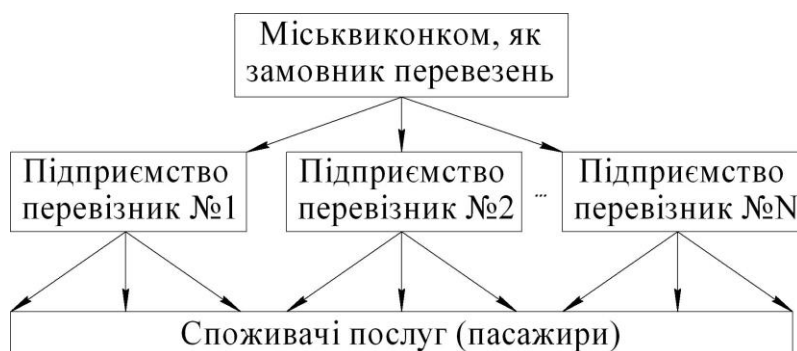 Міськвиконком, як
замовник перевезень
Підприємство
перевізник №1
Підприємство
перевізник №2
...
Підприємство
перевізник №N
Споживачі послуг (пасажири)